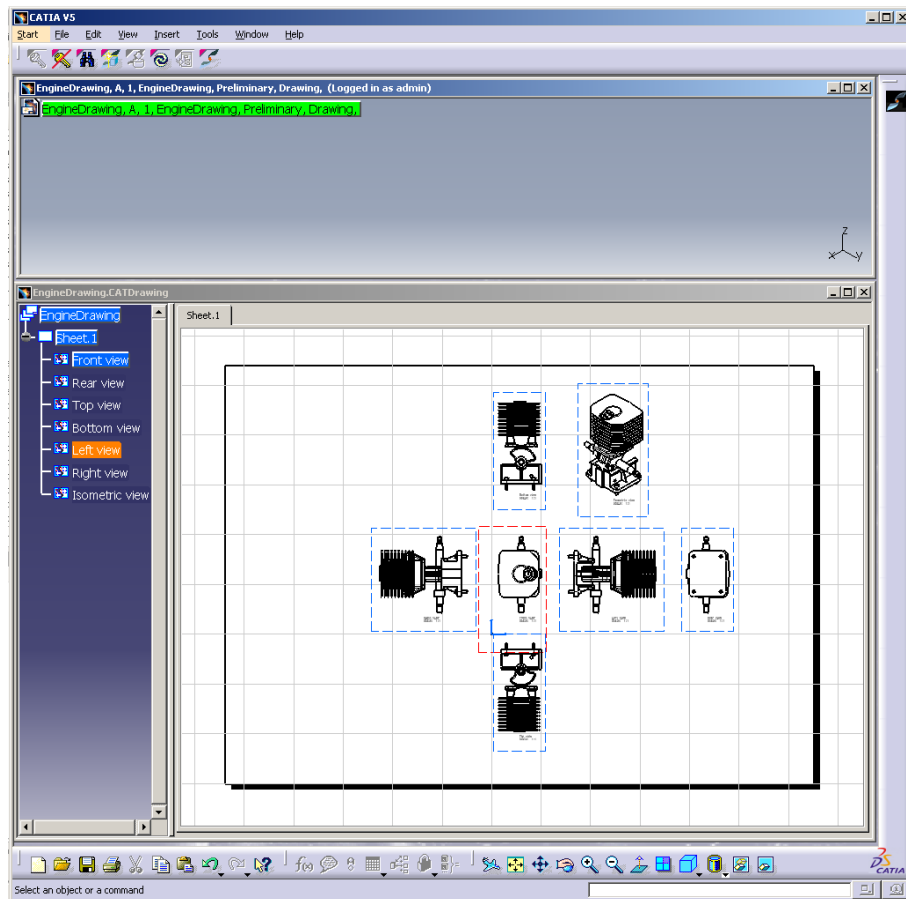 CATIA V5
Start File Edit View Insert Tools Window Help
EngineDrawing, A, 1, EngineDrawing, Preliminary, Drawing, (Logged in as admin)
EngineDrawing, A, 1, EngineDrawing, Preliminary, Drawing,
z
x y
EngineDrawing.CATDrawing
EngineDrawing
Sheet.1
Sheet.1
Front view
Rear view
Top view
Bottom view
Left view
Right view
Isometric view
f(x)
CATIA
Select an object or a command